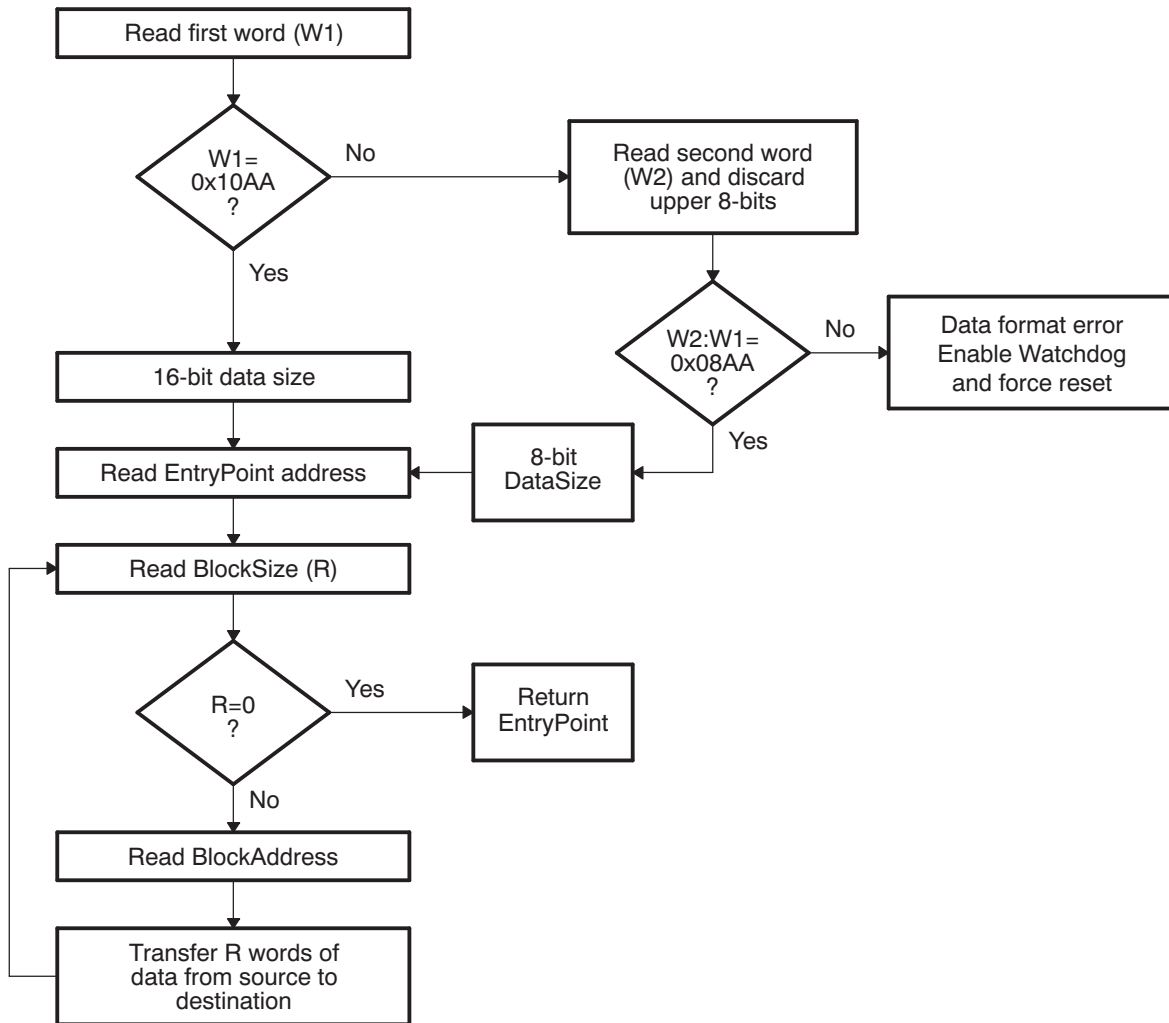 Read first word (W1)
W1=
0x10AA
?
No
Yes
Read second word
(W2) and discard
upper 8-bits
W2:W1=
0x08AA
?
No
Yes
Data format error
Enable Watchdog
and force reset
16-bit data size
8-bit
DataSize
Read EntryPoint address
Read BlockSize (R)
R=0
?
Yes
No
Return
EntryPoint
Read BlockAddress
Transfer R words of
data from source to
destination